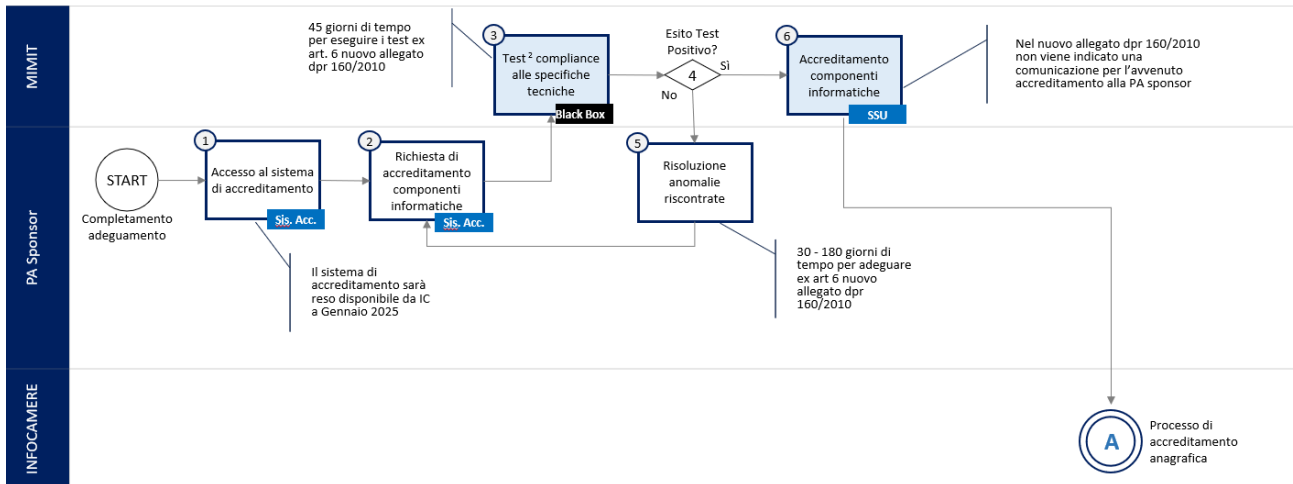 MIMIT
45 giorni di tempo
per eseguire i test ex
art. 6 nuovo allegato
dpr 160/2010
3
Test ² compliance
alle specifiche
tecniche
Black Box
Esito Test
Positivo?
4
Sì
No
6
Accreditamento
componenti
informatiche
SSU
Nel nuovo allegato dpr 160/2010
non viene indicato una
comunicazione per l'avvenuto
accreditamento alla PA sponsor
PA Sponsor
START
Completamento
adeguamento
1
Accesso al sistema
di accreditamento
Sis. Acc.
2
Richiesta di
accreditamento
componenti
informatiche
Sis. Acc.
5
Risoluzione
anomalie
riscontrate
Il sistema di
accreditamento sarà
reso disponibile da IC
a Gennaio 2025
30 - 180 giorni di
tempo per adeguare
ex art 6 nuovo
allegato dpr
160/2010
INFOCAMERE
A
Processo di
accreditamento
anagrafica